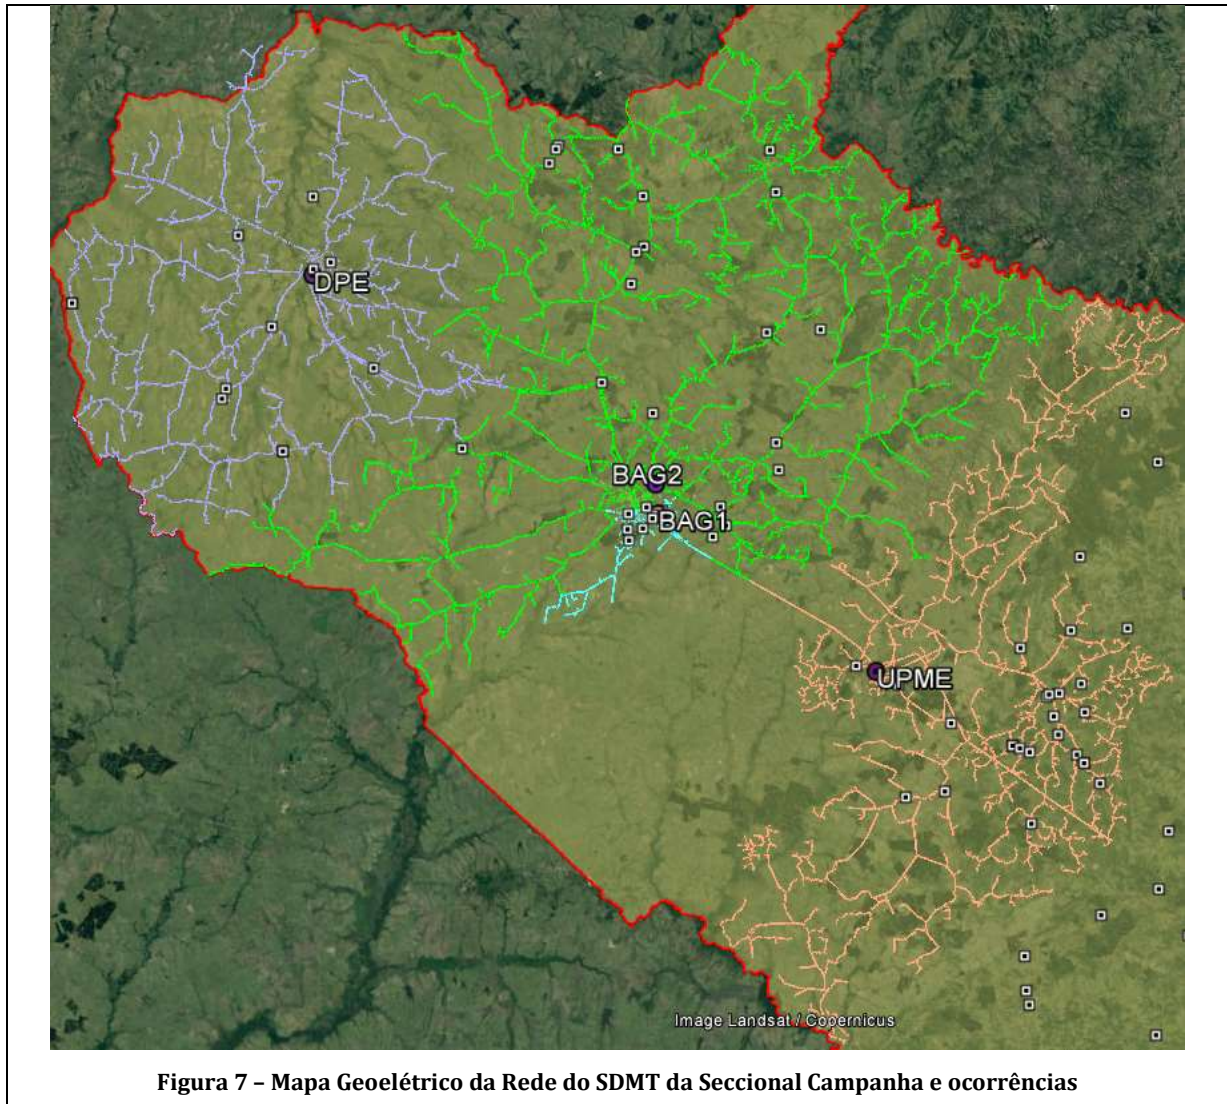 DPE
BAG2
BAG1
UPME
Image Landsat / Copernicus
Figura 7 – Mapa Geoelétrico da Rede do SDMT da Seccional Campanha e ocorrências